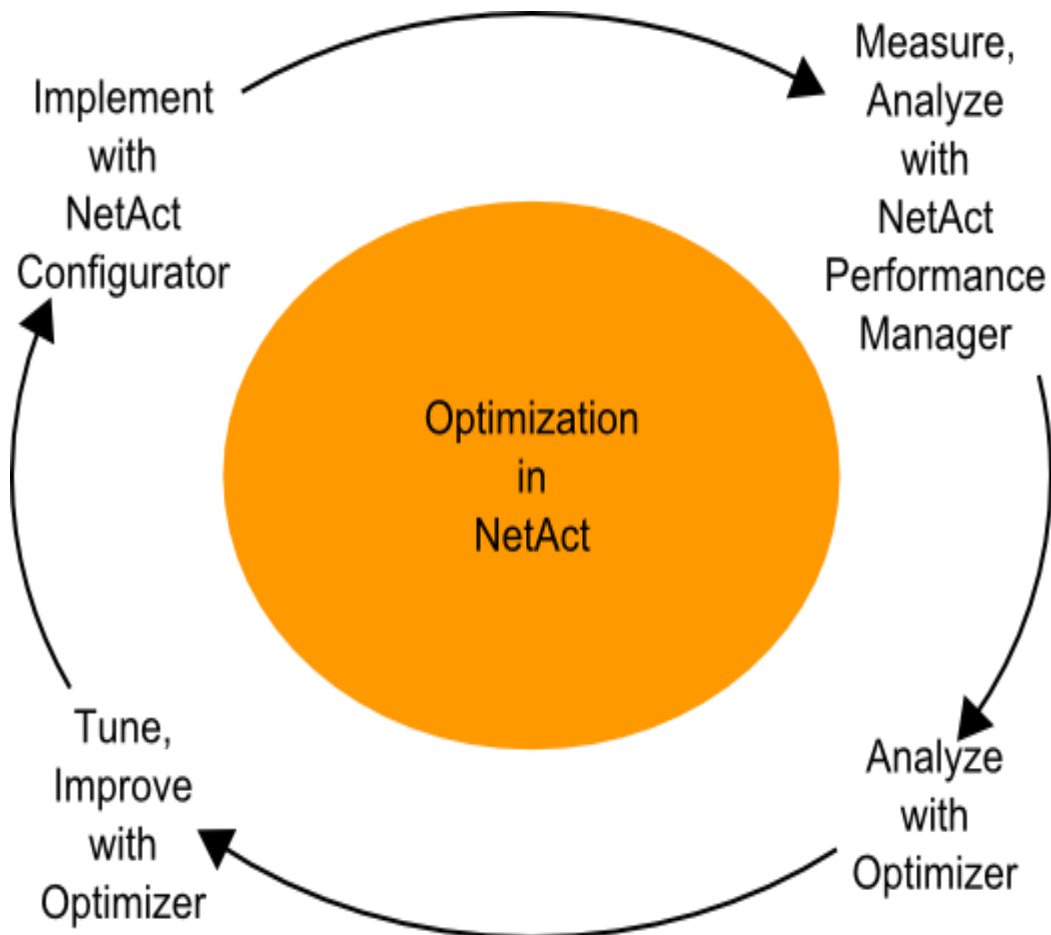 Implement
with
NetAct
Configurator
Measure,
Analyze
with
NetAct
Performance
Manager
Optimization
in
NetAct
Tune,
Improve
with
Optimizer
Analyze
with
Optimizer